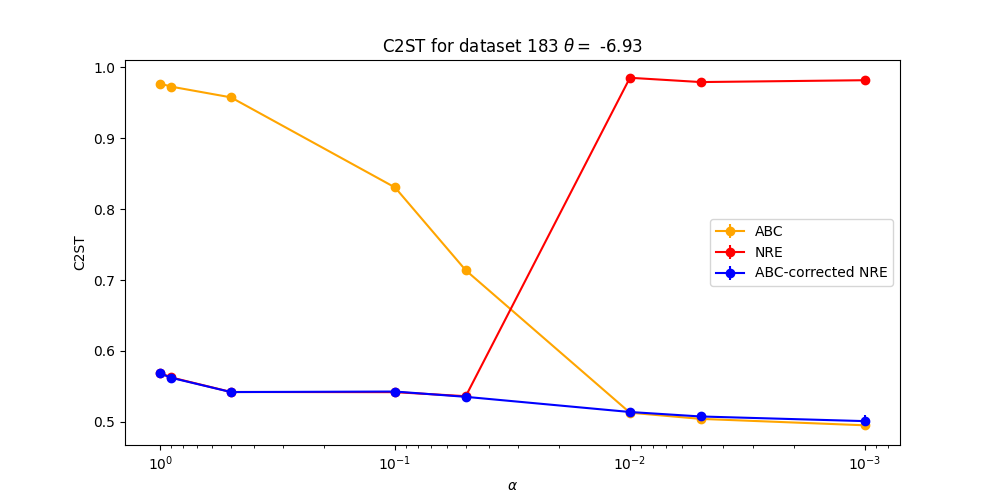 C2ST for dataset 183 θ = -6.93
1.0
0.9
0.8
0.7
0.6
0.5
C2ST
ABC
NRE
ABC-corrected NRE
10⁰
10⁻¹
10⁻²
10⁻³
α